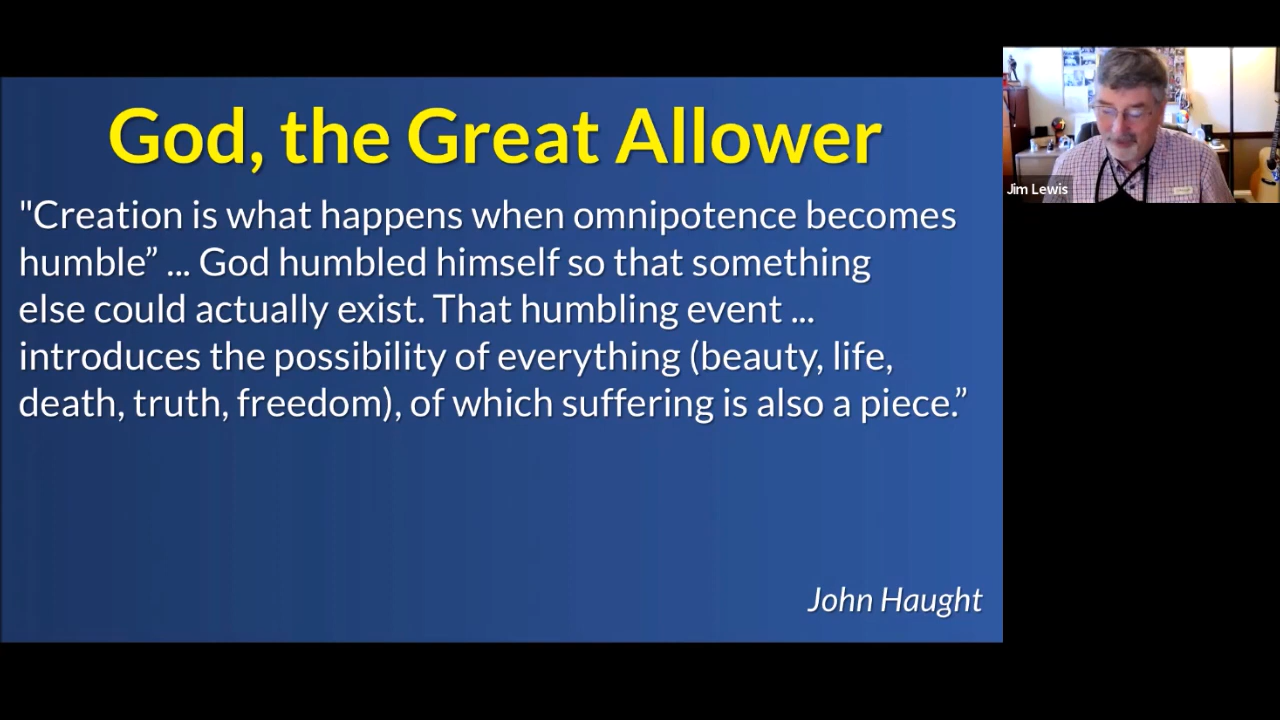 God, the Great Allower
"Creation is what happens when omnipotence becomes
humble” ... God humbled himself so that something
else could actually exist. That humbling event ...
introduces the possibility of everything (beauty, life,
death, truth, freedom), of which suffering is also a piece.”
John Haught
Jim Lewis